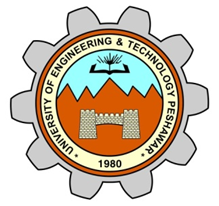 · UNIVERSITY OF ENGINEERING & TECHNOLOGY PESHAWAR ·
1980